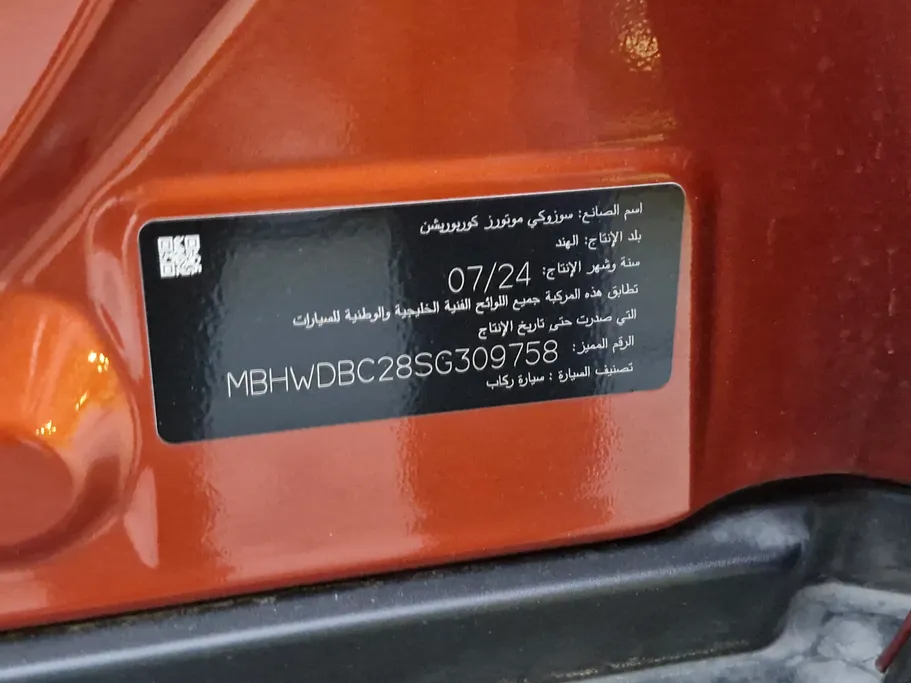 اسم الصانع: سوزوكي موتورز كوربوريشن
بلد الإنتاج: الهند
سنة وشهر الإنتاج: 07/24
تطابق هذه المركبة جميع اللوائح الفنية الخليجية والوطنية للسيارات
التي صدرت حتى تاريخ الإنتاج
الرقم المميز: MBHWDBC28SG309758
تصنيف السيارة : سيارة ركاب